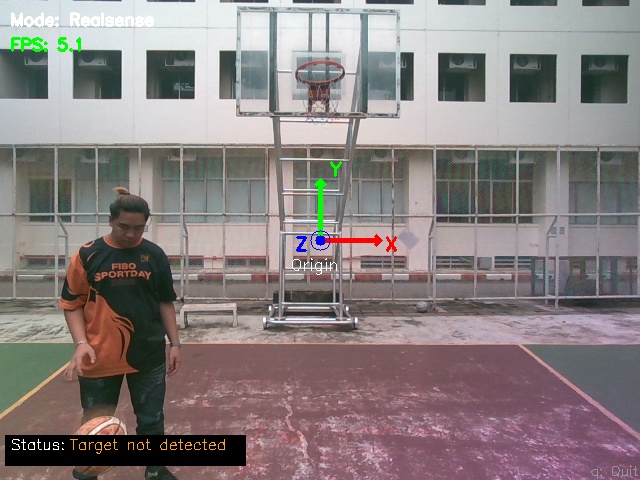 Mode: Realsense
FPS: 5.1
Y
Z
X
Origin
FIBO
SPORTDAY
Status: Target not detected
q: Quit